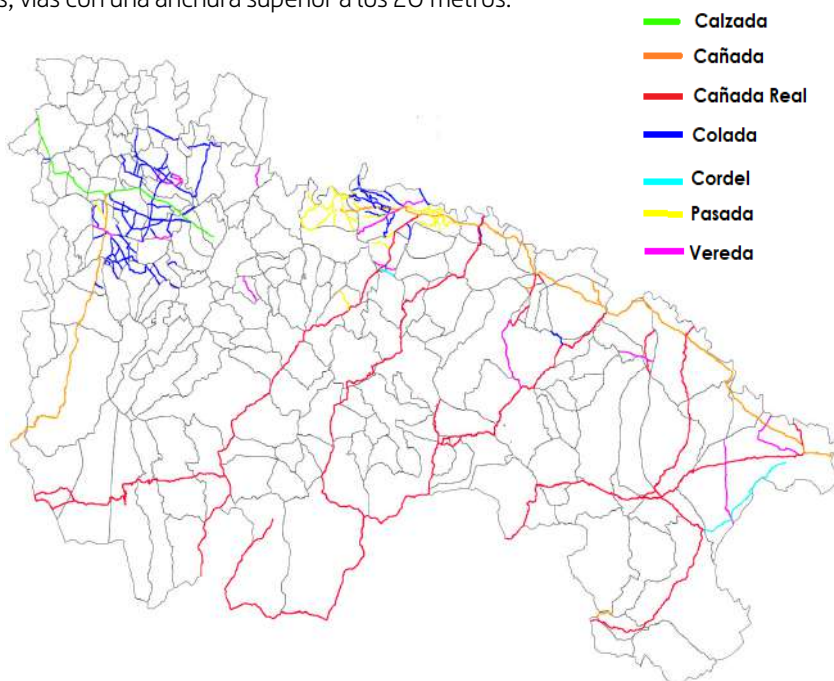 vías con una anchura superior a los 20 metros.
Calzada
Cañada
Cañada Real
Colada
Cordel
Pasada
Vereda